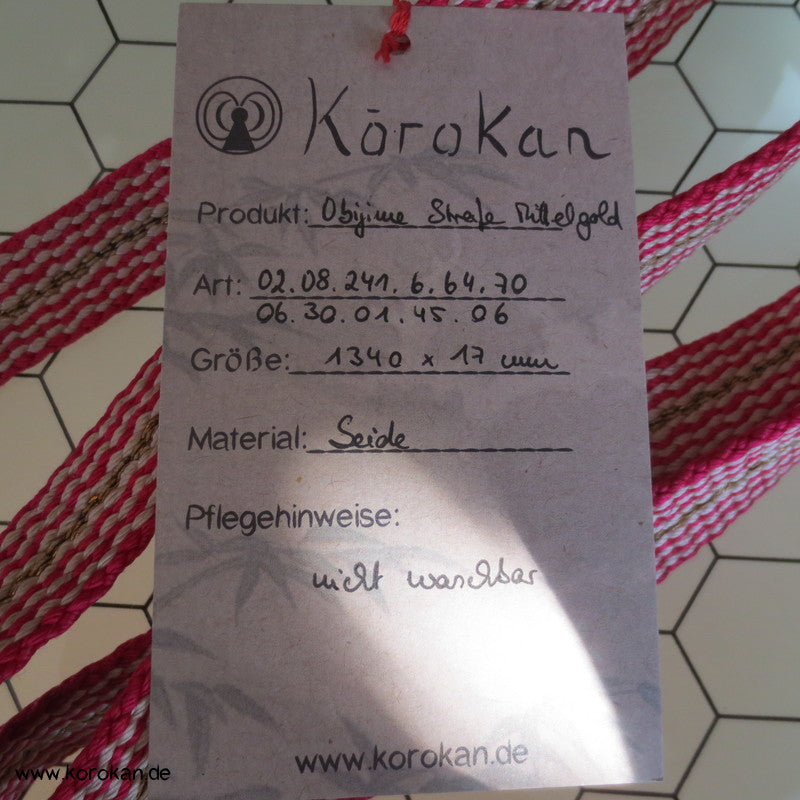 Kōrokan
Produkt: Obijime Streife Mittelgold
Art: 02.08.241.6.64.70
06.30.01.45.06
Größe: 1340 x 17 mm
Material: Seide
Pflegehinweise:
nicht waschbar
www.korokan.de
www.korokan.de